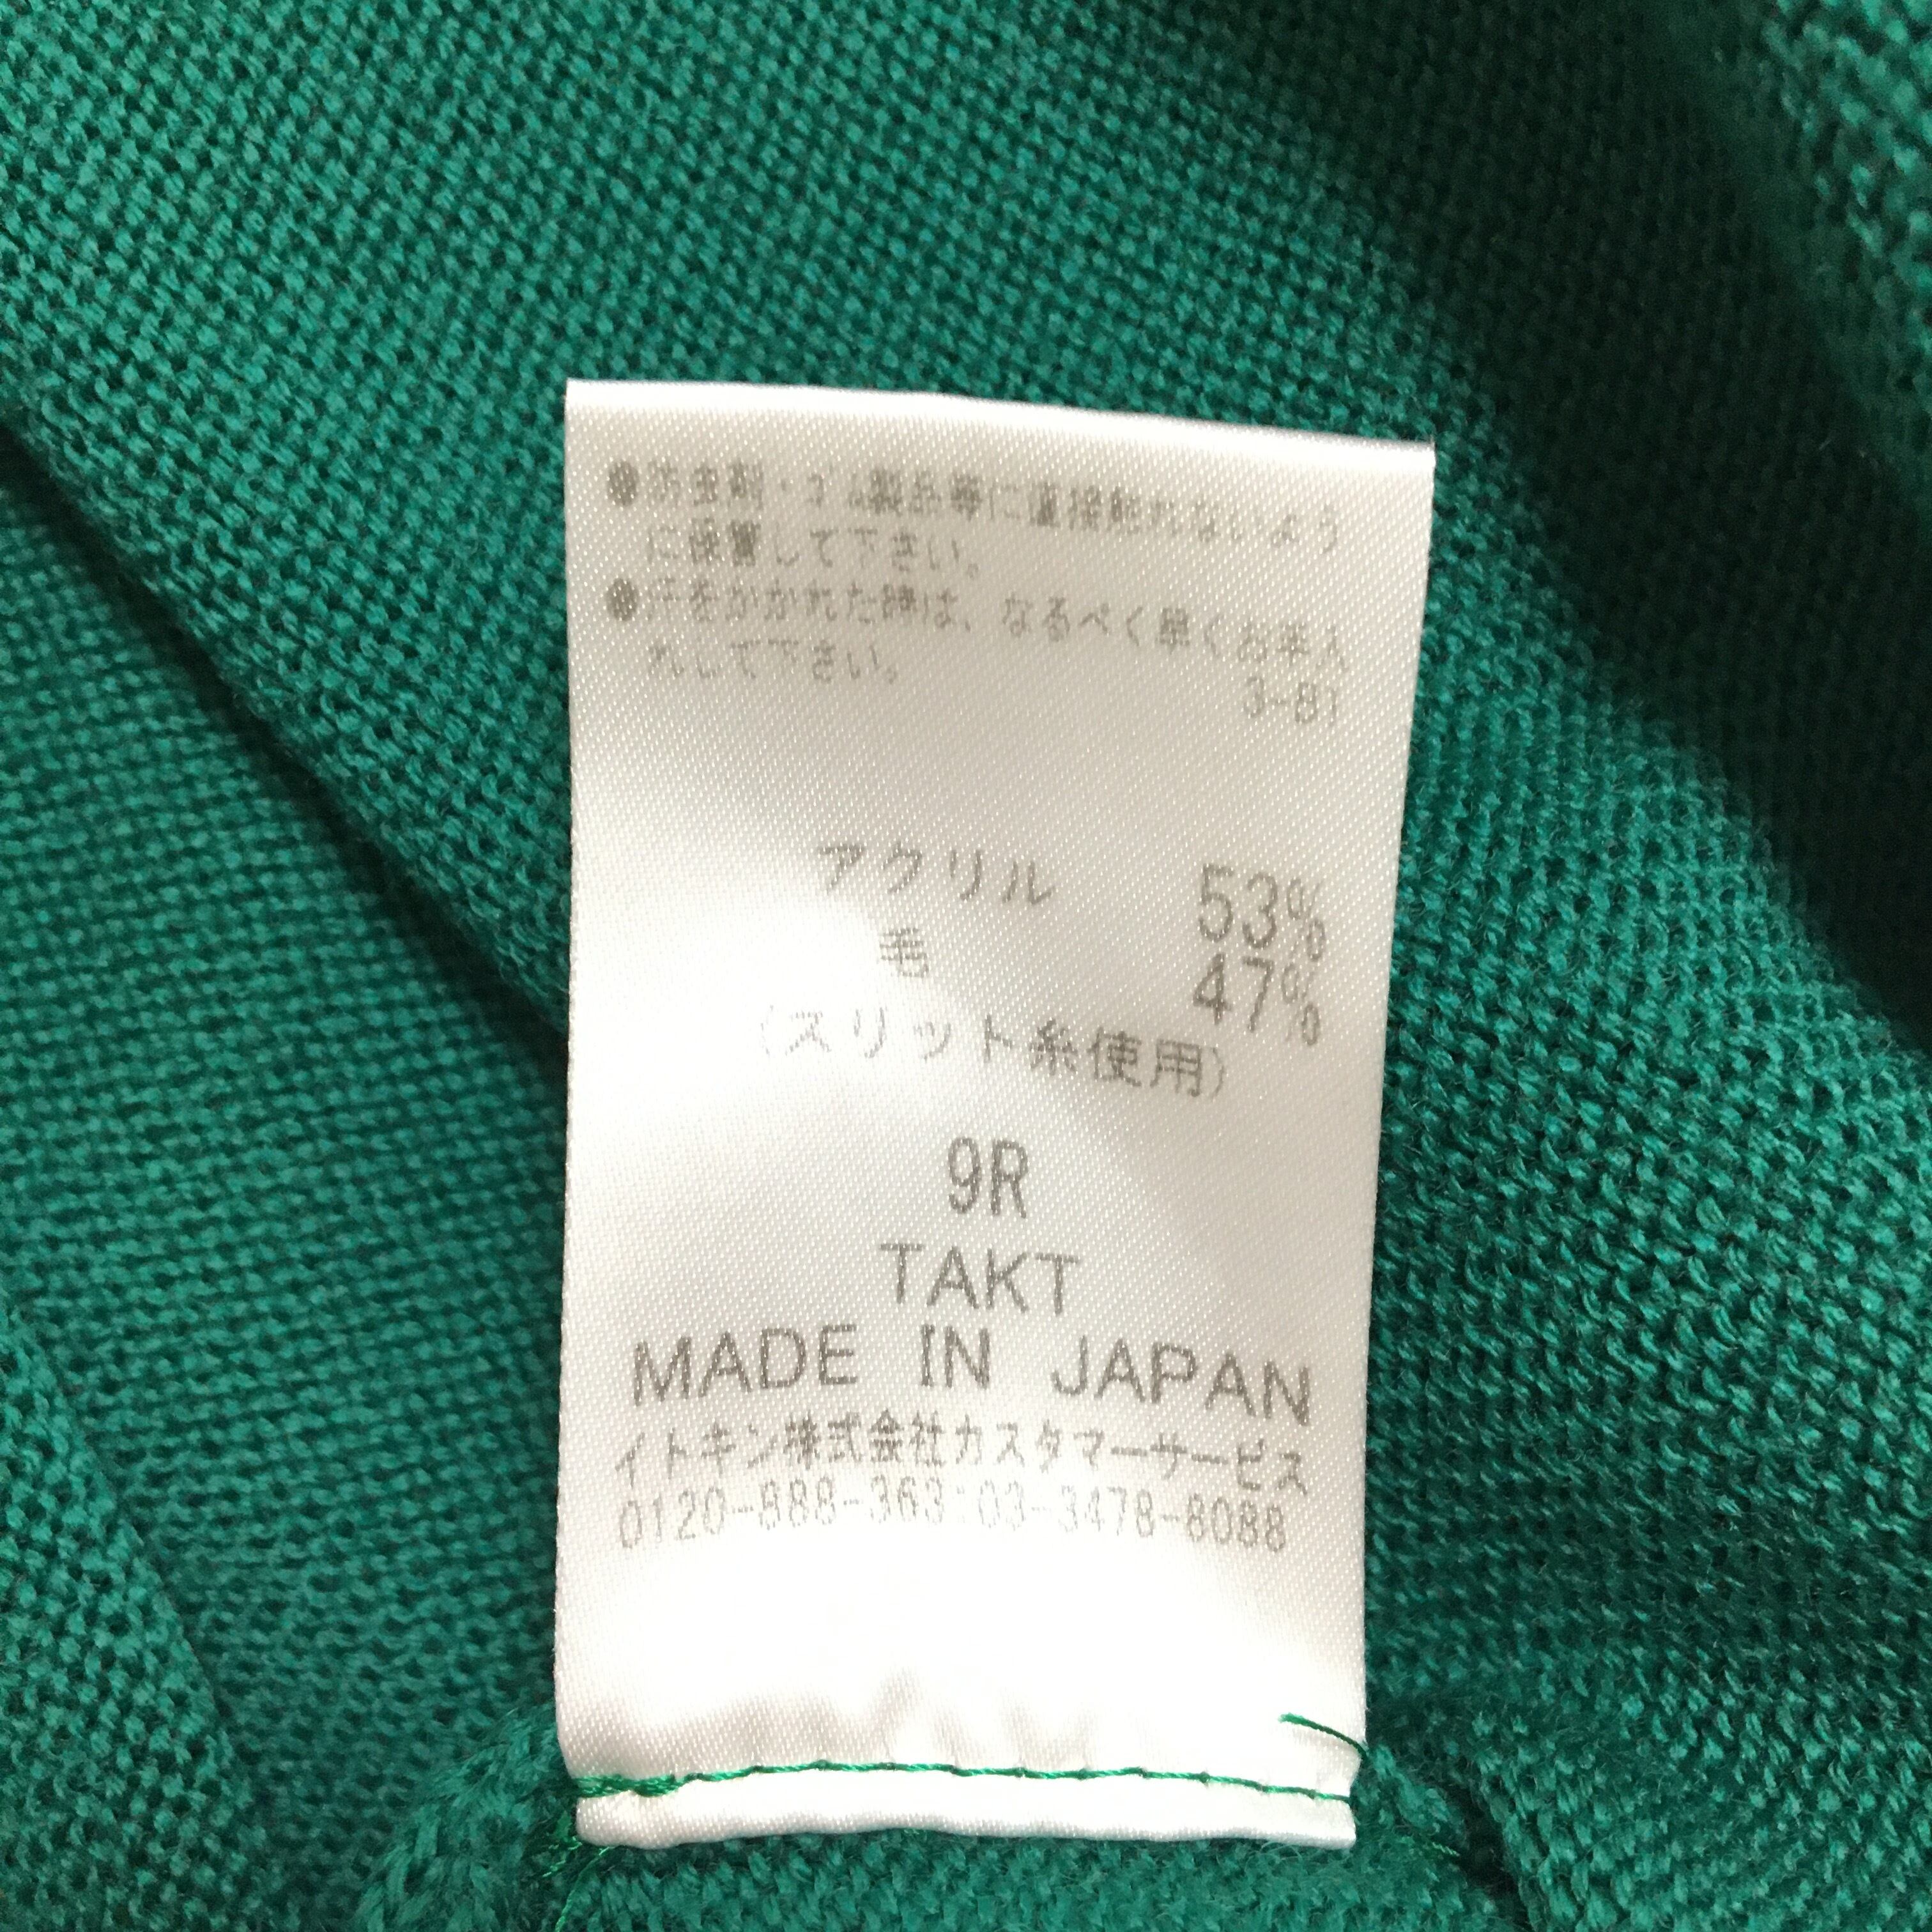 ●防虫剤・ゴム製品等に直接触れないよう
に保管して下さい。
●汗をかかれた時は、なるべく早くお手入
れして下さい。
3-B)
アクリル 53%
毛 47%
(スリット糸使用)
9R
TAKT
MADE IN JAPAN
イトキン株式会社カスタマーサービス
0120-888-363:03-3478-8088